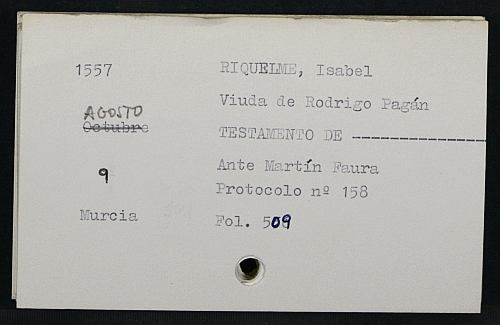 1557
RIQUELME, Isabel
Viuda de Rodrigo Pagán
AGOSTO
Octubre
TESTAMENTO DE ----------------
9
Ante Martín Faura
Protocolo nº 158
Murcia
Fol. 509